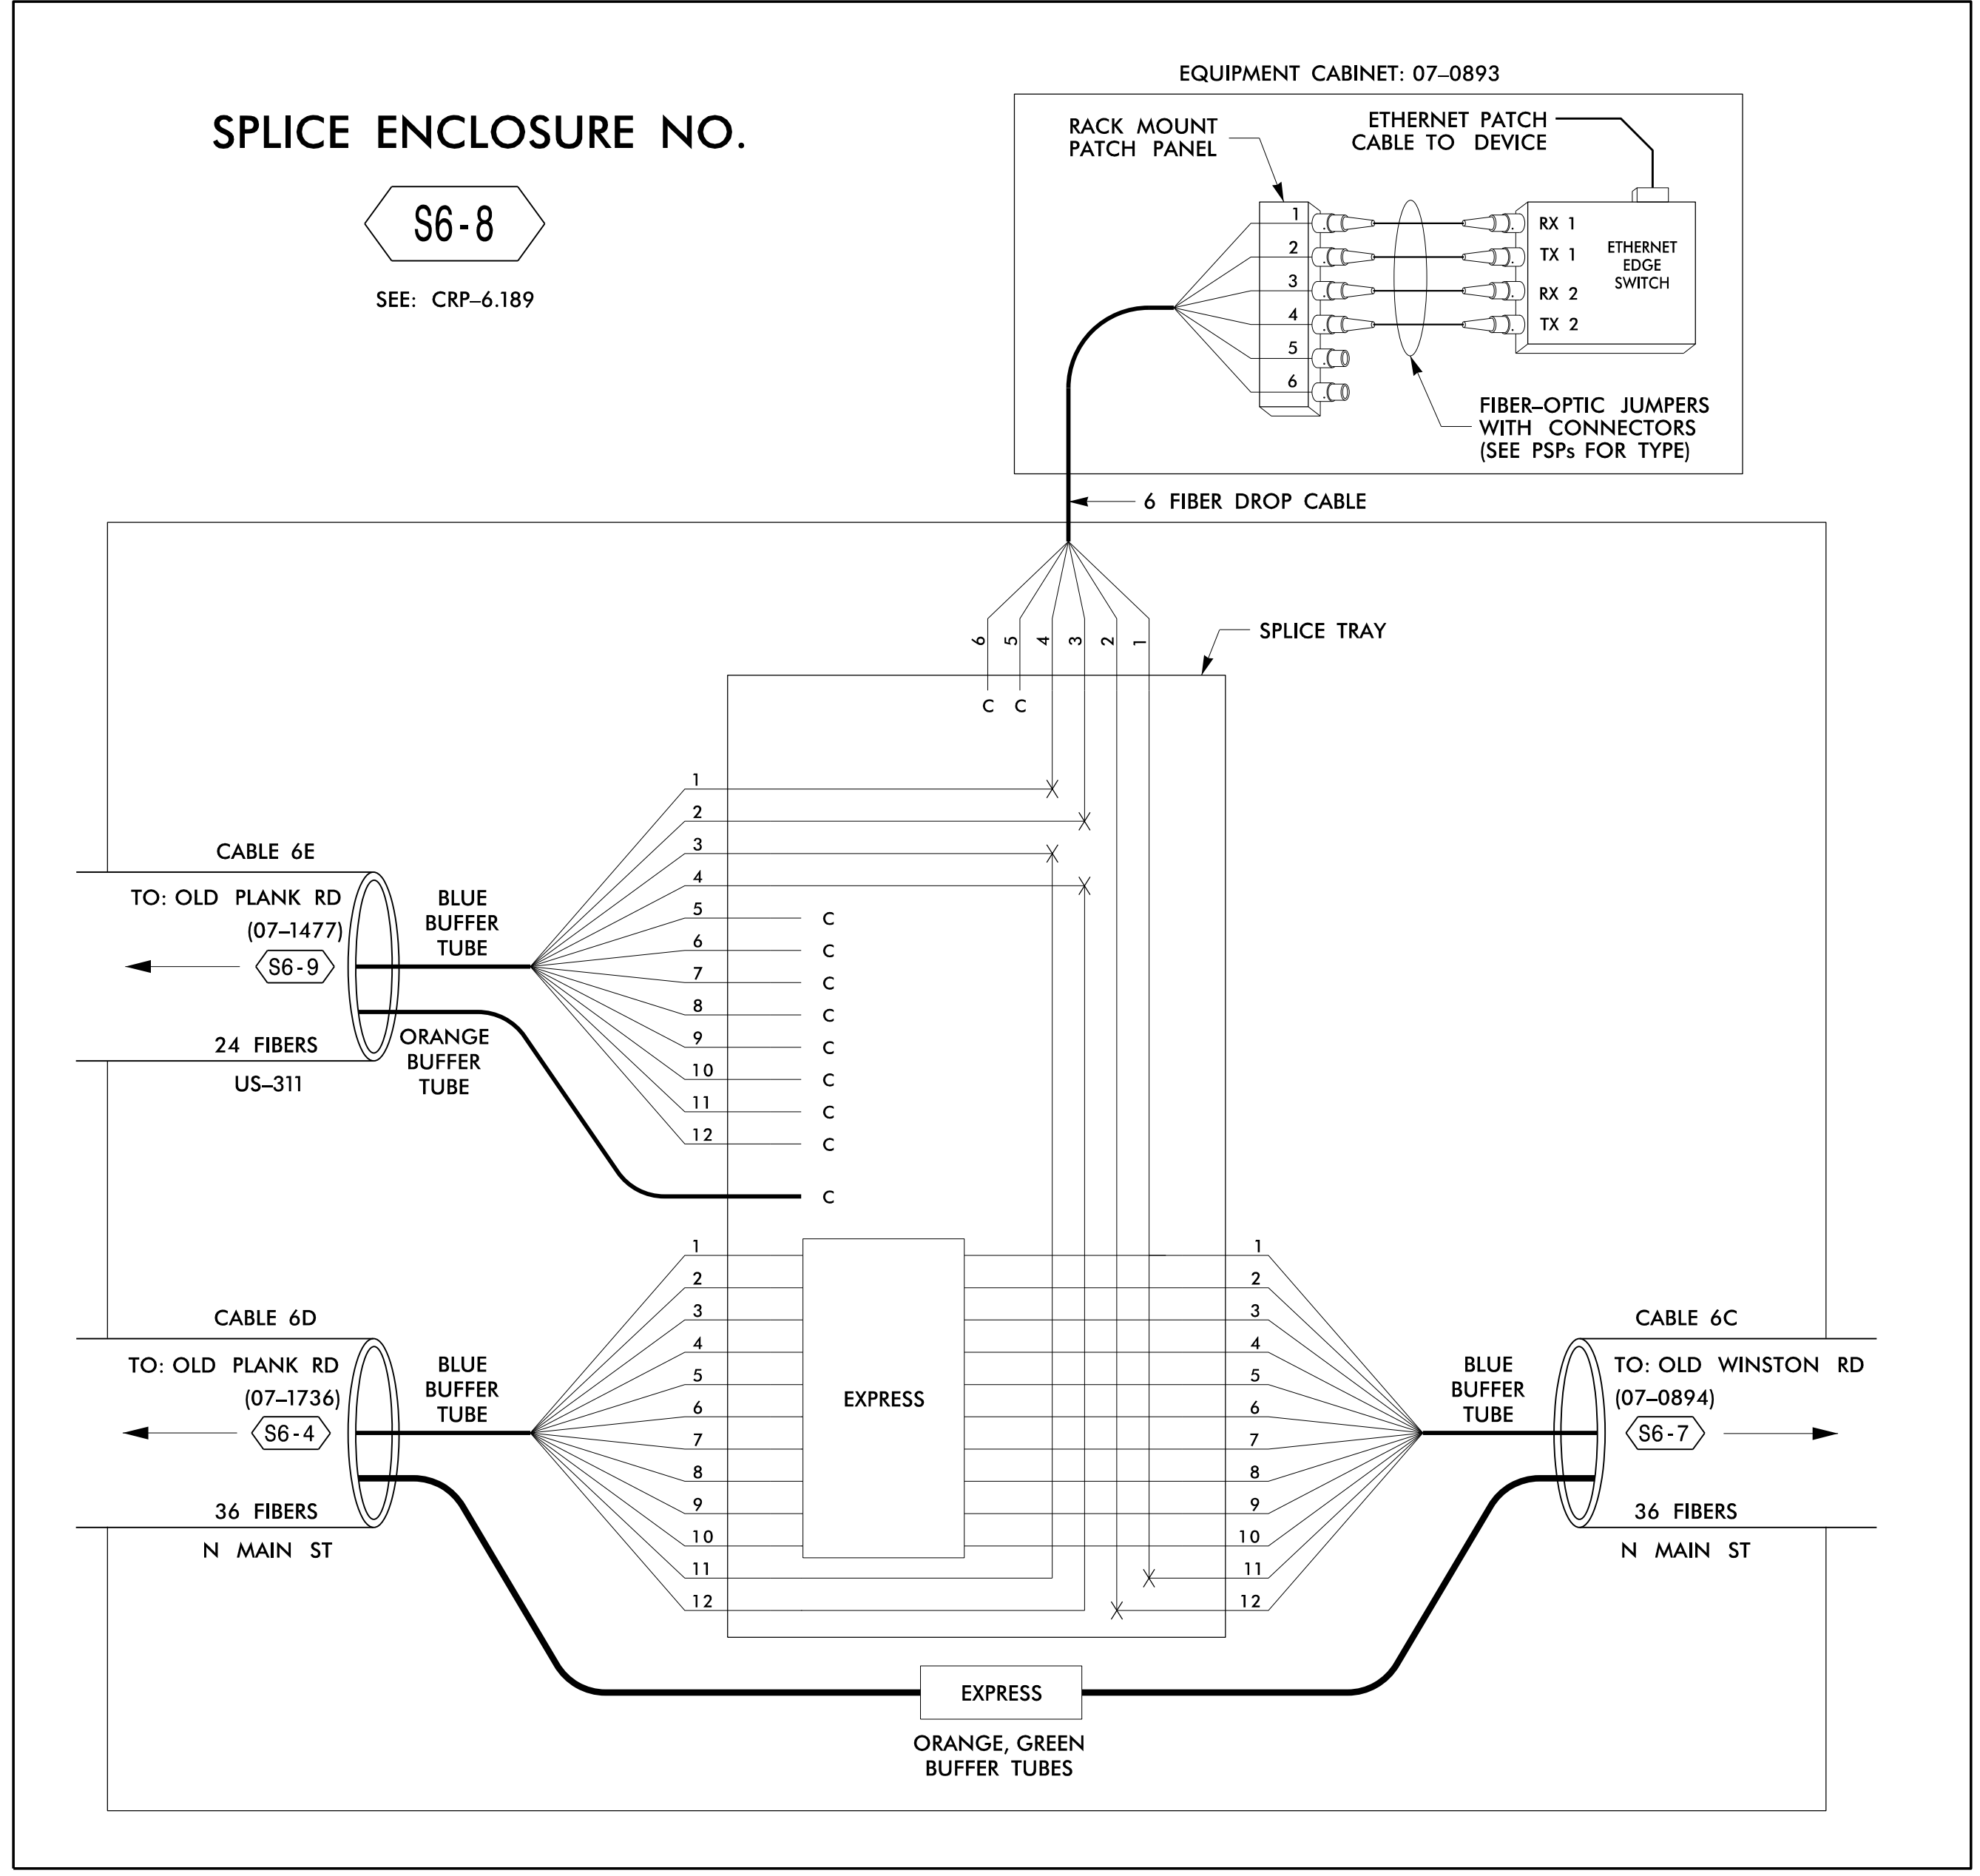 EQUIPMENT CABINET: 07–0893
SPLICE ENCLOSURE NO.
S6-8
SEE: CRP–6.189
RACK MOUNT
PATCH PANEL
ETHERNET PATCH
CABLE TO DEVICE
1
2
3
4
5
6
RX 1
TX 1
RX 2
TX 2
ETHERNET
EDGE
SWITCH
FIBER–OPTIC JUMPERS
WITH CONNECTORS
(SEE PSPs FOR TYPE)
6 FIBER DROP CABLE
6 5 4 3 2 1
SPLICE TRAY
C C
CABLE 6E
TO: OLD PLANK RD
(07–1477)
S6-9
24 FIBERS
US–311
BLUE
BUFFER
TUBE
ORANGE
BUFFER
TUBE
1
2
3
4
5 C
6 C
7 C
8 C
9 C
10 C
11 C
12 C
C
CABLE 6D
TO: OLD PLANK RD
(07–1736)
S6-4
36 FIBERS
N MAIN ST
BLUE
BUFFER
TUBE
1
2
3
4
5
6
7
8
9
10
11
12
EXPRESS
1
2
3
4
5
6
7
8
9
10
11
12
BLUE
BUFFER
TUBE
CABLE 6C
TO: OLD WINSTON RD
(07–0894)
S6-7
36 FIBERS
N MAIN ST
EXPRESS
ORANGE, GREEN
BUFFER TUBES